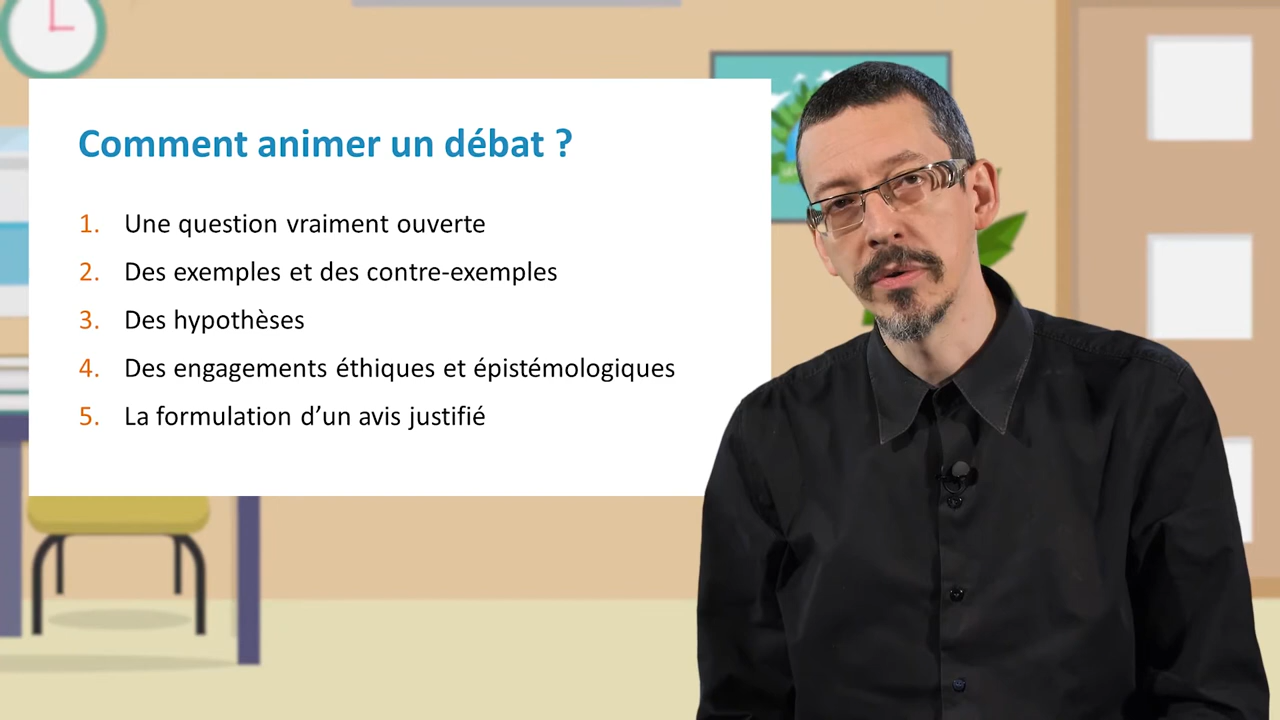 Comment animer un débat ?
1. Une question vraiment ouverte
2. Des exemples et des contre-exemples
3. Des hypothèses
4. Des engagements éthiques et épistémologiques
5. La formulation d’un avis justifié